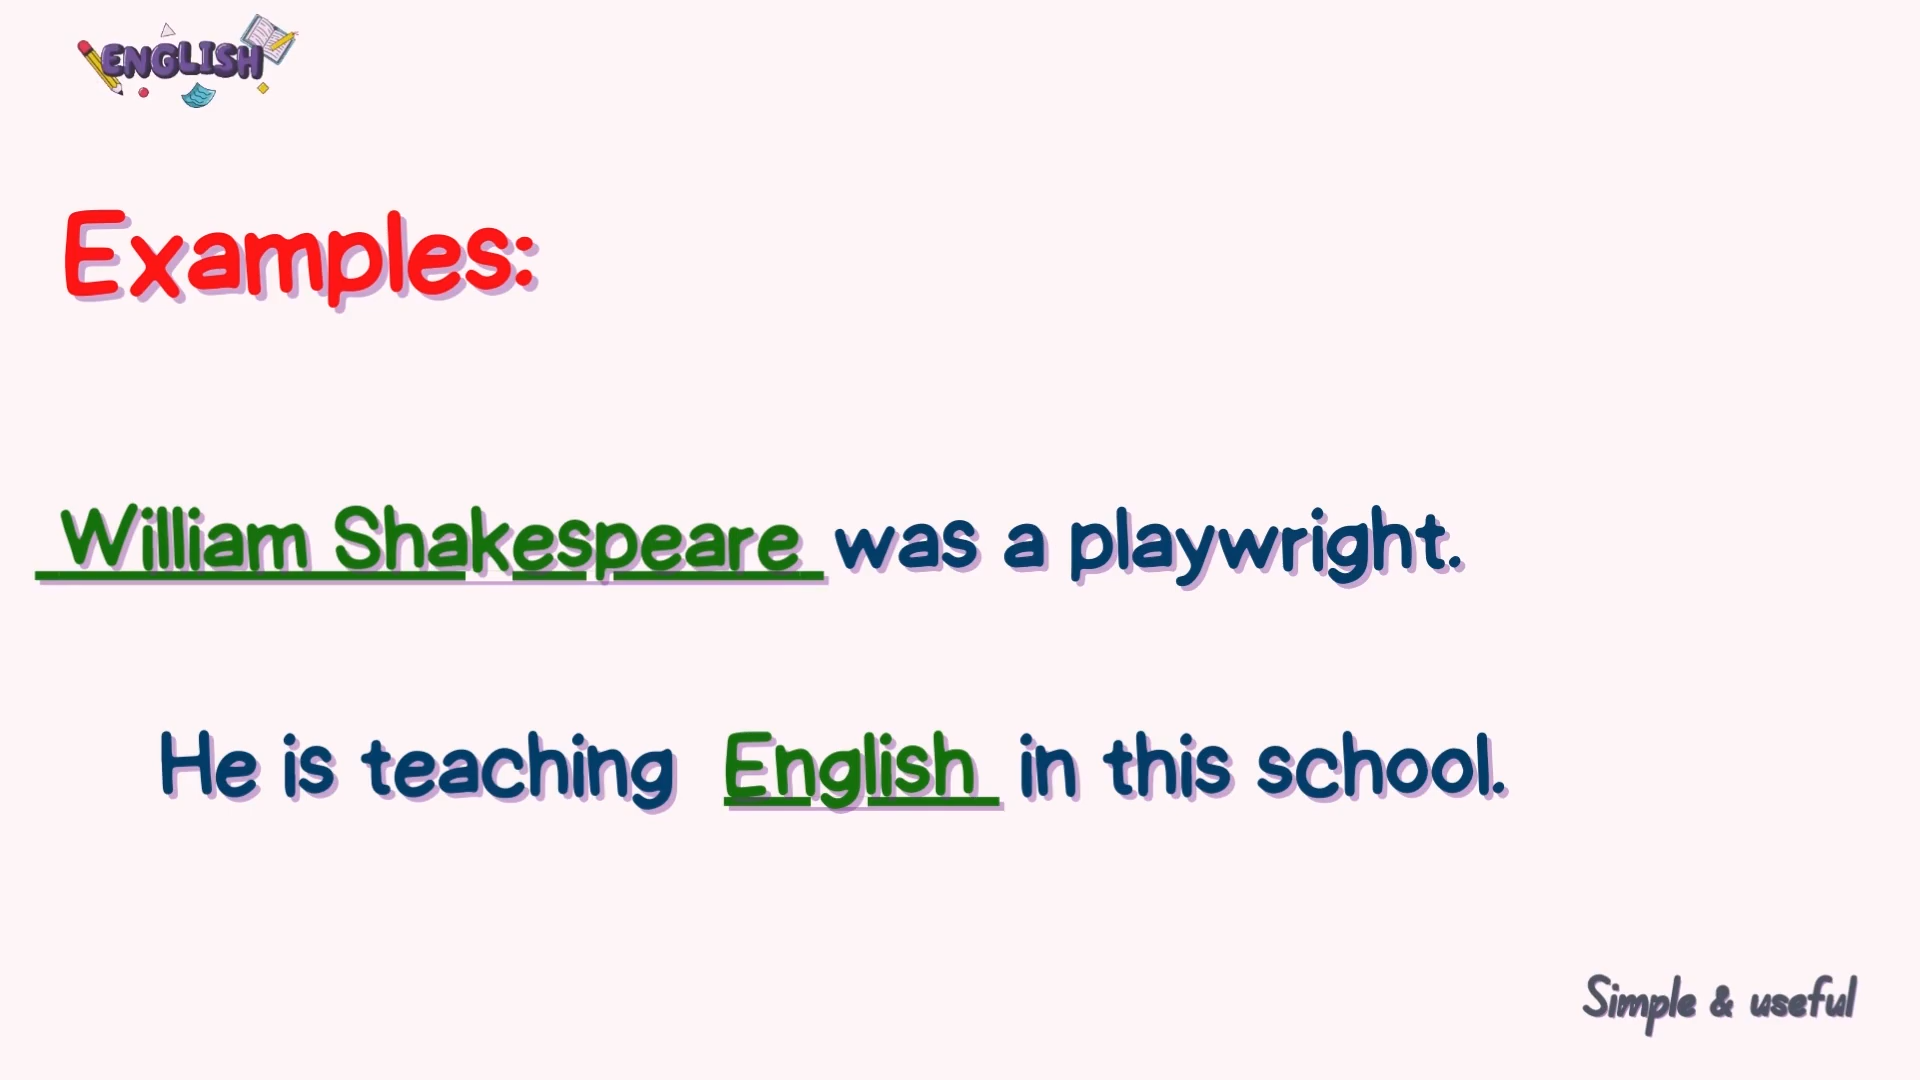 ENGLISH
Examples:
William Shakespeare was a playwright.
He is teaching English in this school.
Simple & useful